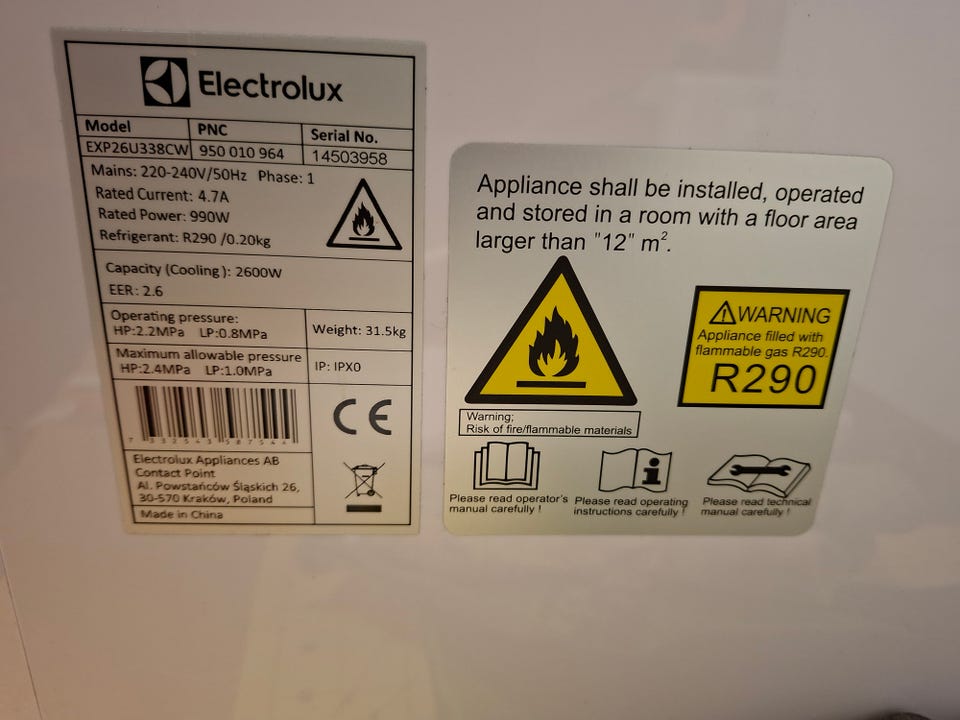 Electrolux
Model PNC Serial No.
EXP26U338CW 950 010 964 14503958
Mains: 220-240V/50Hz Phase: 1
Rated Current: 4.7A
Rated Power: 990W
Refrigerant: R290 /0.20kg
Capacity (Cooling ): 2600W
EER: 2.6
Operating pressure:
HP:2.2MPa LP:0.8MPa
Weight: 31.5kg
Maximum allowable pressure
HP:2.4MPa LP:1.0MPa
IP: IPX0
CE
Electrolux Appliances AB
Contact Point
Al. Powstańców Śląskich 26,
30-570 Kraków, Poland
Made in China
Appliance shall be installed, operated
and stored in a room with a floor area
larger than "12" m².
WARNING
Appliance filled with
flammable gas R290.
R290
Warning;
Risk of fire/flammable materials
Please read operator's
manual carefully !
Please read operating
instructions carefully !
Please read technical
manual carefully !